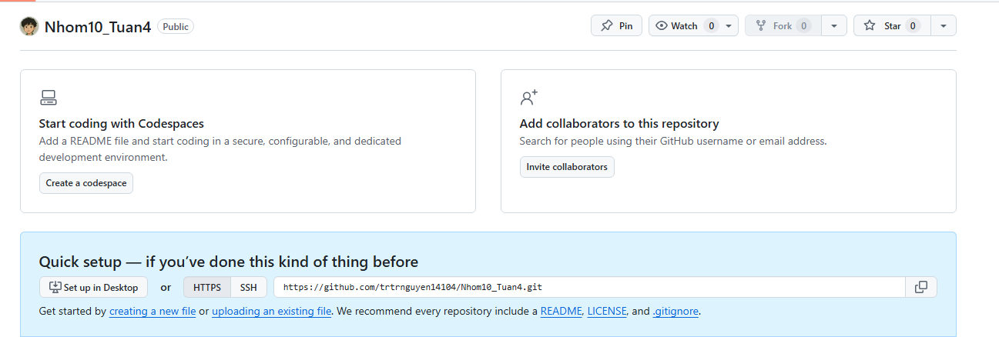 Nhom10_Tuan4 Public Pin Watch 0 Fork 0 Star 0
Start coding with Codespaces
Add a README file and start coding in a secure, configurable, and dedicated
development environment.
Create a codespace
Add collaborators to this repository
Search for people using their GitHub username or email address.
Invite collaborators
Quick setup — if you’ve done this kind of thing before
Set up in Desktop or HTTPS SSH https://github.com/trtrnguyen14104/Nhom10_Tuan4.git
Get started by creating a new file or uploading an existing file. We recommend every repository include a README, LICENSE, and .gitignore.